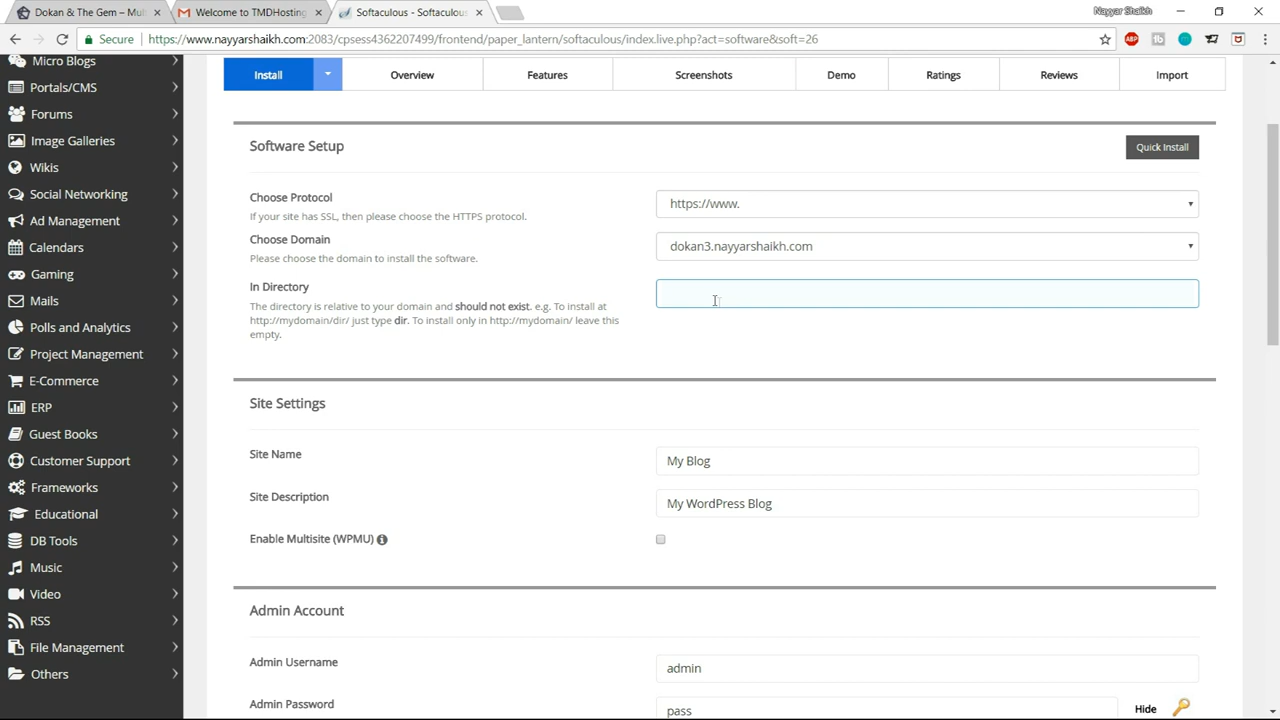 Dokan & The Gem – Mul
Welcome to TMDHosting
Softaculous - Softaculous
Nayyar Shaikh
Secure
https://www.nayyarshaikh.com:2083/cpsess4362207499/frontend/paper_lantern/softaculous/index.live.php?act=software&soft=26
ABP
Micro Blogs
Portals/CMS
Forums
Image Galleries
Wikis
Social Networking
Ad Management
Calendars
Gaming
Mails
Polls and Analytics
Project Management
E-Commerce
ERP
Guest Books
Customer Support
Frameworks
Educational
DB Tools
Music
Video
RSS
File Management
Others
Install
Overview
Features
Screenshots
Demo
Ratings
Reviews
Import
Software Setup
Quick Install
Choose Protocol
If your site has SSL, then please choose the HTTPS protocol.
https://www.
Choose Domain
Please choose the domain to install the software.
dokan3.nayyarshaikh.com
In Directory
The directory is relative to your domain and should not exist. e.g. To install at
http://mydomain/dir/ just type dir. To install only in http://mydomain/ leave this
empty.
Site Settings
Site Name
My Blog
Site Description
My WordPress Blog
Enable Multisite (WPMU)
Admin Account
Admin Username
admin
Admin Password
pass
Hide